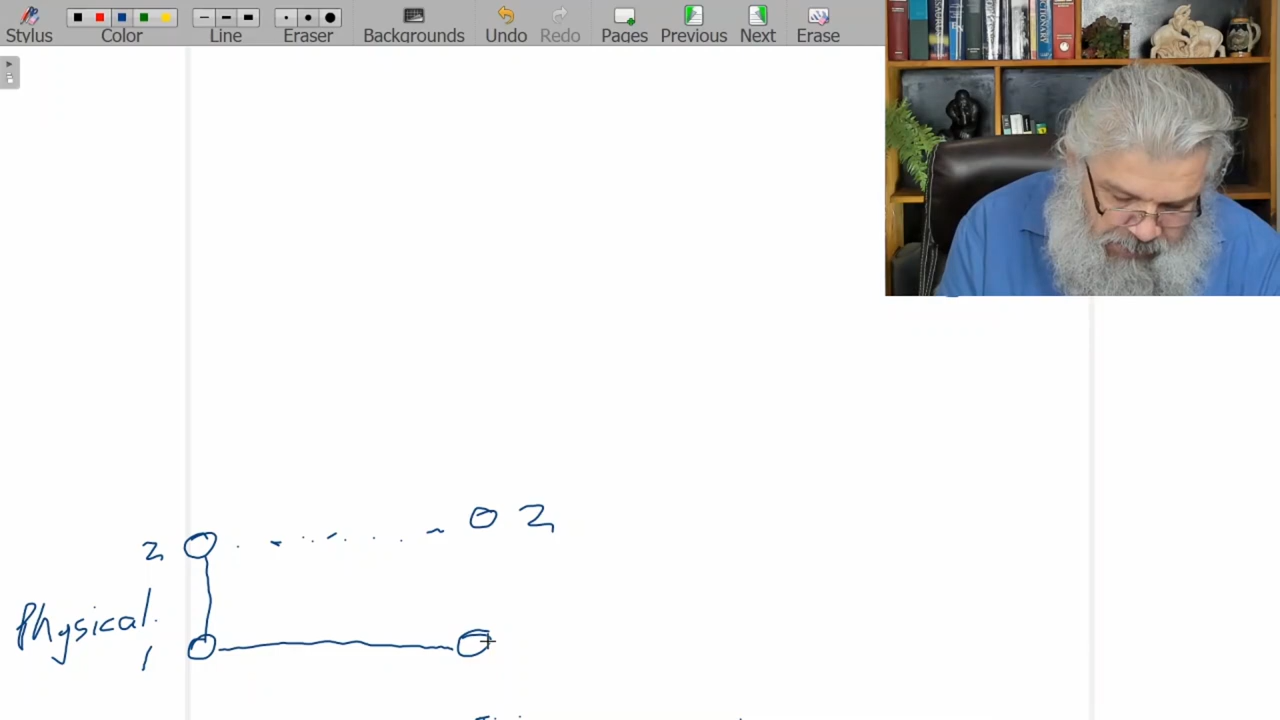 Stylus
Color
Line
Eraser
Backgrounds
Undo
Redo
Pages
Previous
Next
Erase
2
2
Physical.
1